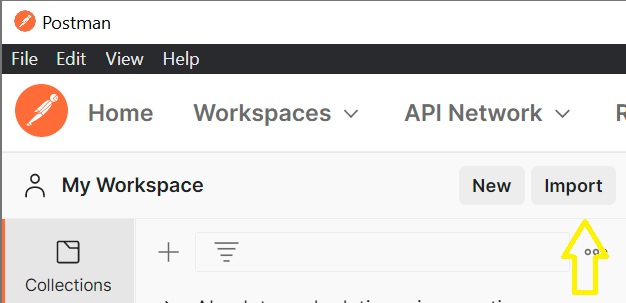 Postman
File Edit View Help
Home Workspaces API Network
My Workspace New Import
Collections